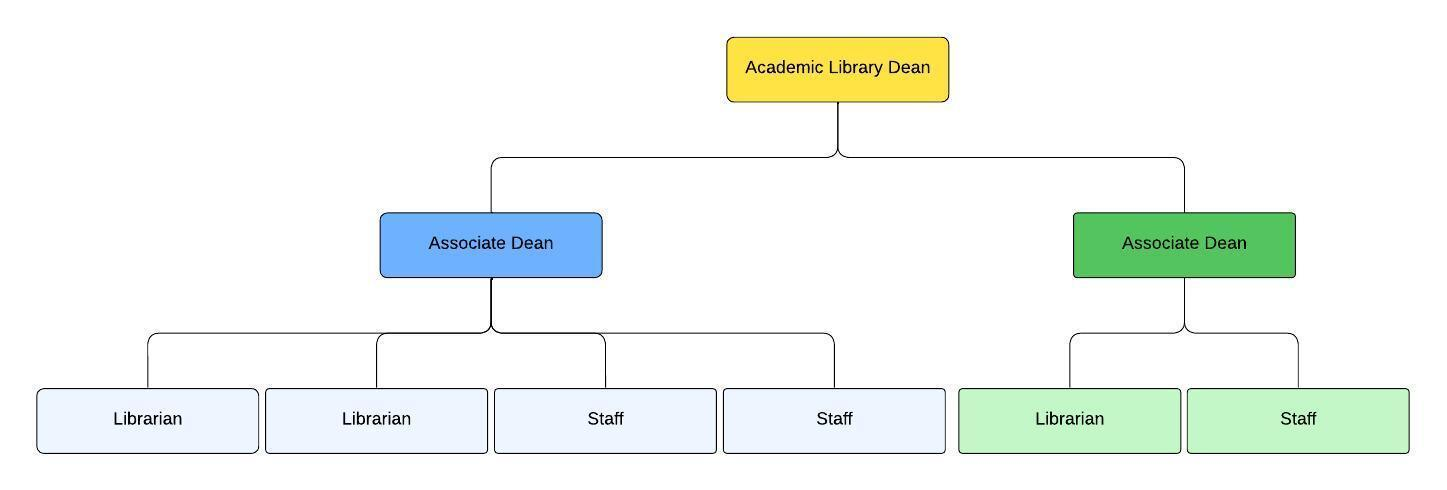 Academic Library Dean
Associate Dean
Associate Dean
Librarian
Librarian
Staff
Staff
Librarian
Staff